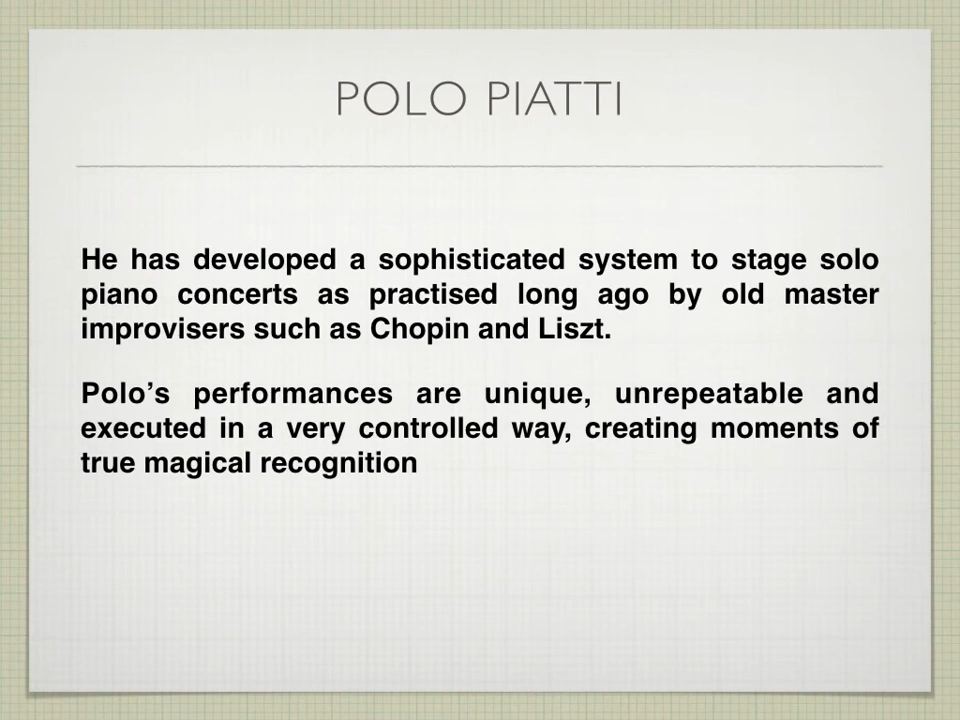 POLO PIATTI
He has developed a sophisticated system to stage solo
piano concerts as practised long ago by old master
improvisers such as Chopin and Liszt.
Polo’s performances are unique, unrepeatable and
executed in a very controlled way, creating moments of
true magical recognition